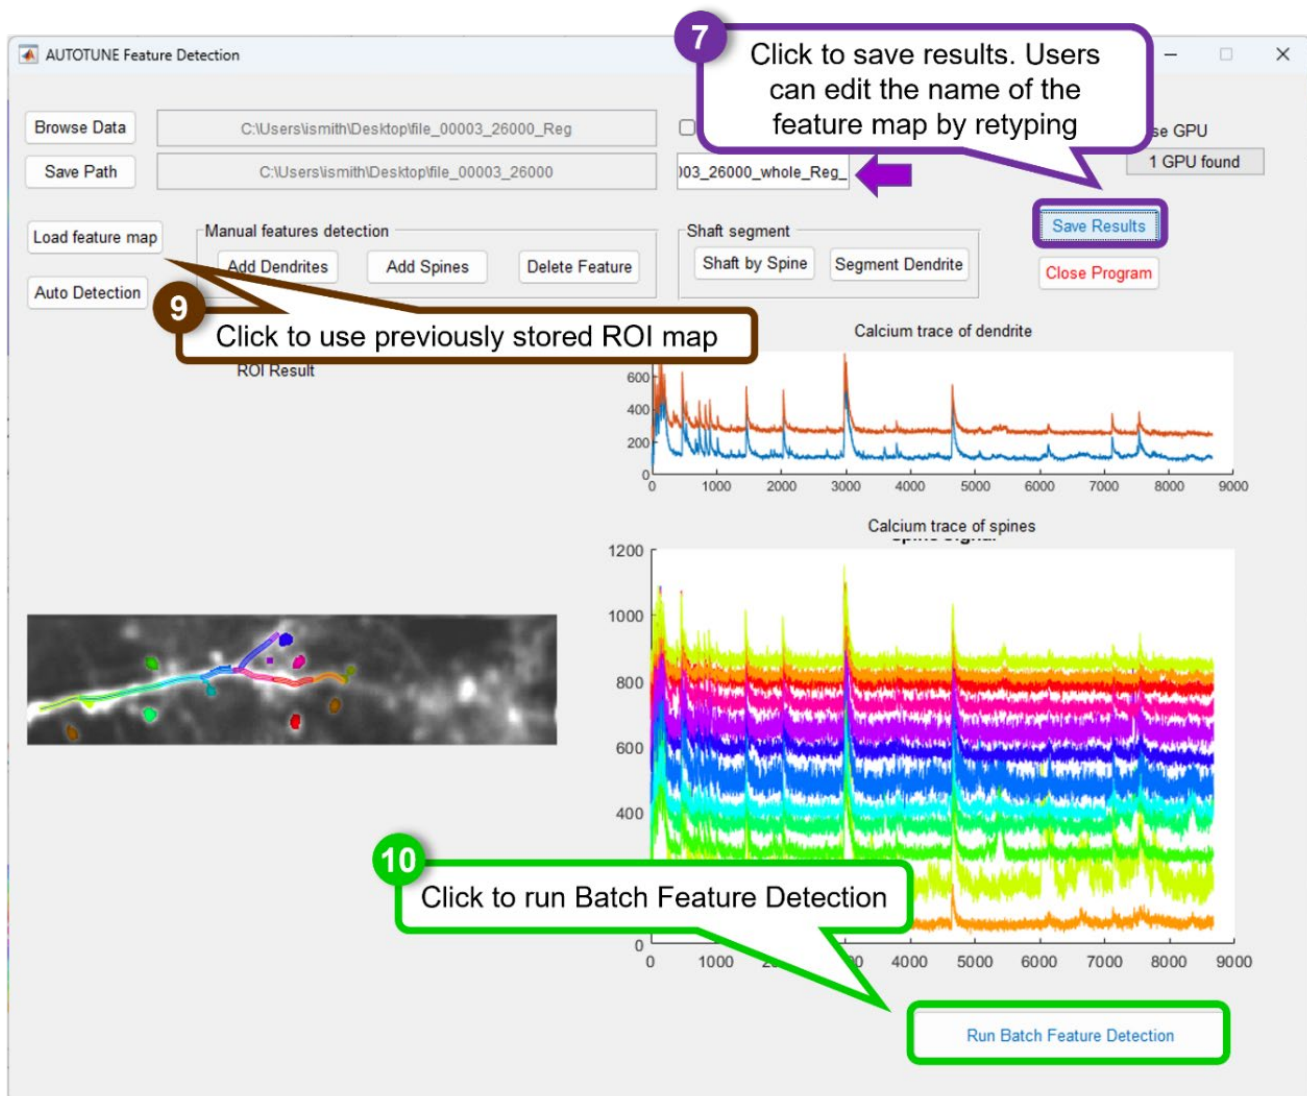 7
Click to save results. Users
can edit the name of the
feature map by retyping
AUTOTUNE Feature Detection
Browse Data
C:\Users\ismith\Desktop\file_00003_26000_Reg
se GPU
Save Path
C:\Users\ismith\Desktop\file_00003_26000
)03_26000_whole_Reg_
1 GPU found
Load feature map
Manual features detection
Add Dendrites
Add Spines
Delete Feature
Shaft segment
Shaft by Spine
Segment Dendrite
Save Results
Close Program
Auto Detection
9
Click to use previously stored ROI map
ROI Result
Calcium trace of dendrite
600
400
200
0
0 1000 2000 3000 4000 5000 6000 7000 8000 9000
Calcium trace of spines
1200
1000
800
600
400
0
0 1000 4000 5000 6000 7000 8000 9000
10
Click to run Batch Feature Detection
Run Batch Feature Detection